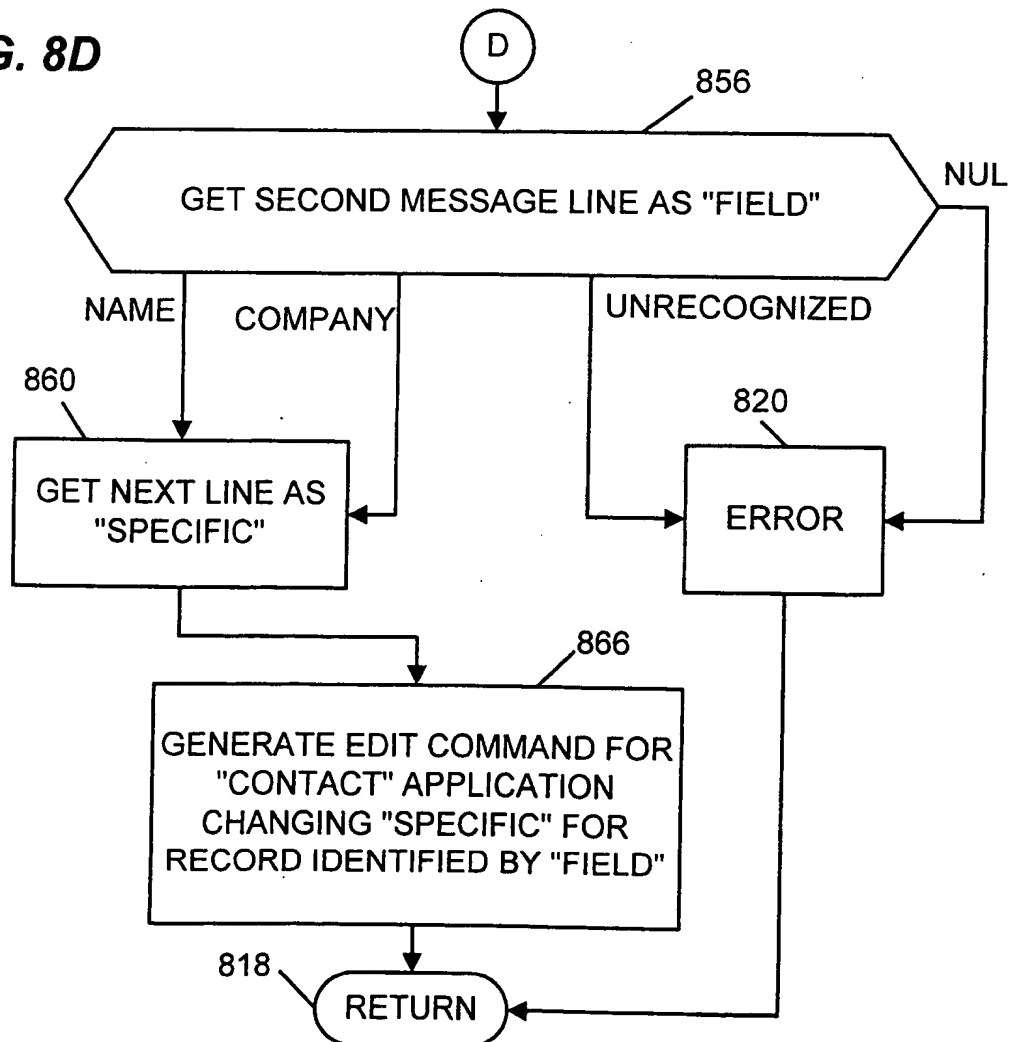 G. 8D
D
856
GET SECOND MESSAGE LINE AS "FIELD"
NUL
NAME
COMPANY
UNRECOGNIZED
860
820
GET NEXT LINE AS
"SPECIFIC"
ERROR
866
GENERATE EDIT COMMAND FOR
"CONTACT" APPLICATION
CHANGING "SPECIFIC" FOR
RECORD IDENTIFIED BY "FIELD"
818
RETURN